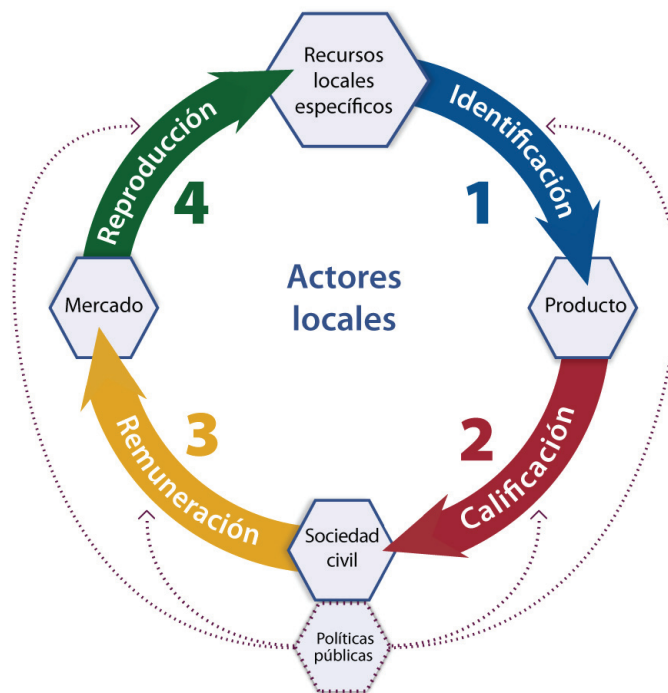 Recursos
locales
específicos
Identificación
1
Producto
Calificación
2
Sociedad
civil
Políticas
públicas
Remuneración
3
Mercado
Reproducción
4
Actores
locales